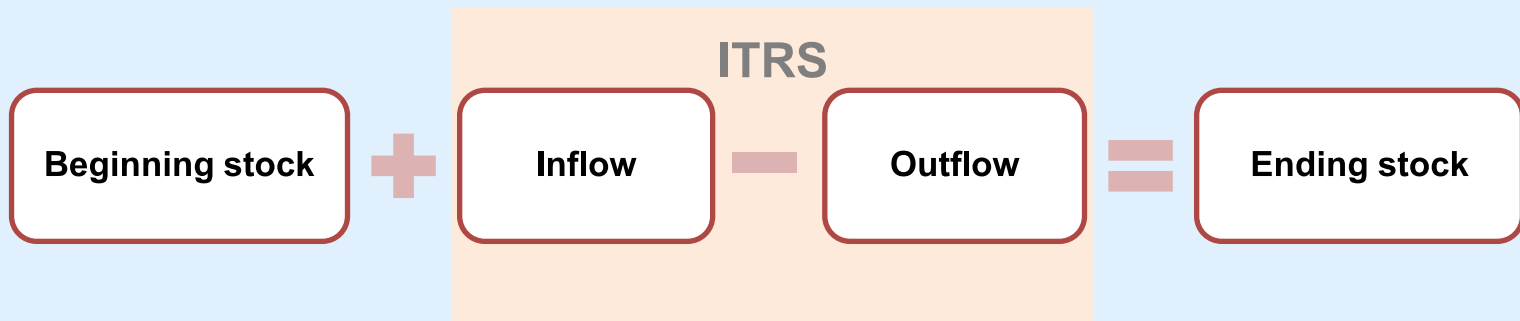 ITRS
Beginning stock
Inflow
Outflow
Ending stock